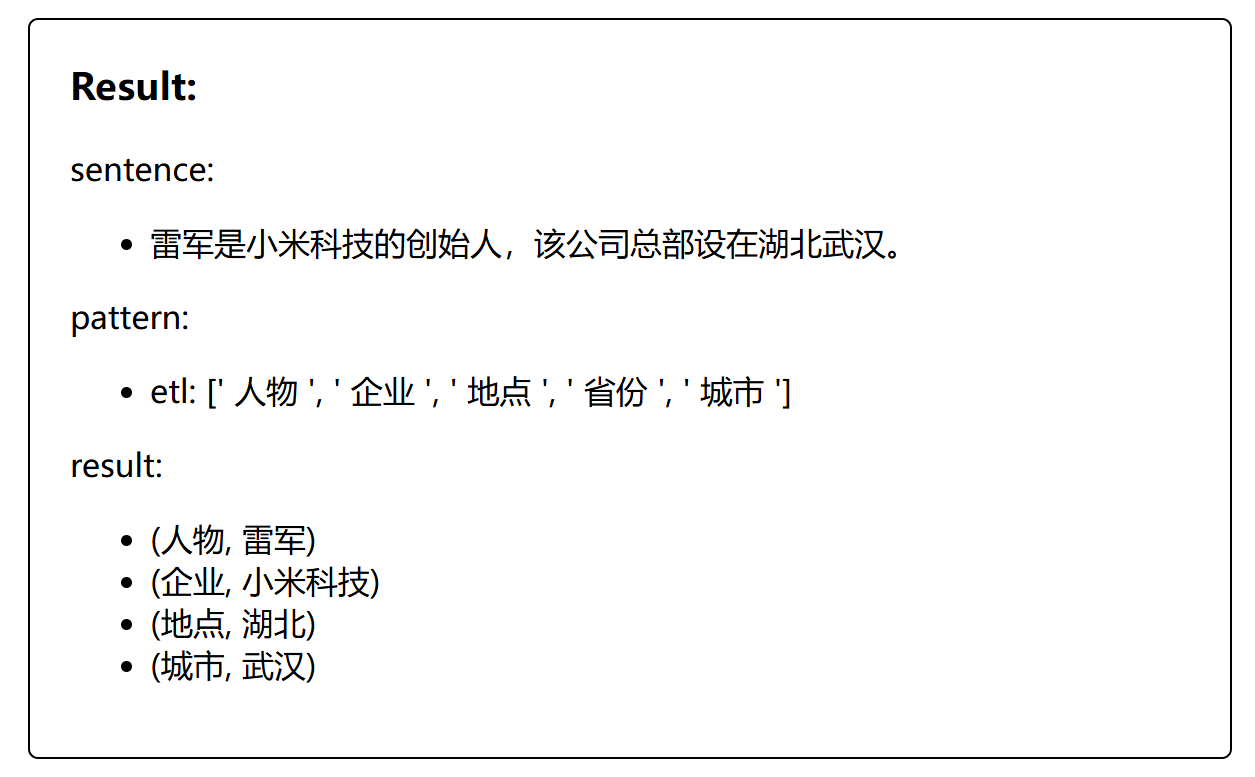 Result:
sentence:
• 雷军是小米科技的创始人，该公司总部设在湖北武汉。
pattern:
• etl: [' 人物 ', ' 企业 ', ' 地点 ', ' 省份 ', ' 城市 ']
result:
• (人物, 雷军)
• (企业, 小米科技)
• (地点, 湖北)
• (城市, 武汉)